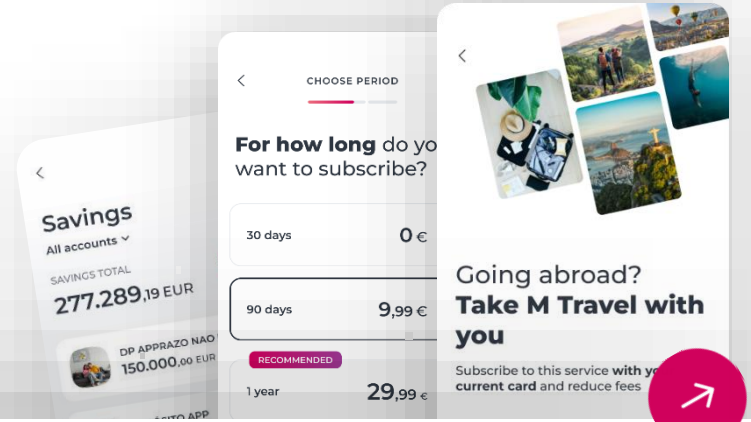 Savings
All accounts
SAVINGS TOTAL
277.289,19 EUR
DP APPRAZO NAO
150.000,00 EUR
SITO APP
CHOOSE PERIOD
For how long do yo
want to subscribe?
30 days 0 €
90 days 9,99 €
RECOMMENDED
1 year 29,99 €
Going abroad?
Take M Travel with
you
Subscribe to this service with yo
current card and reduce fees